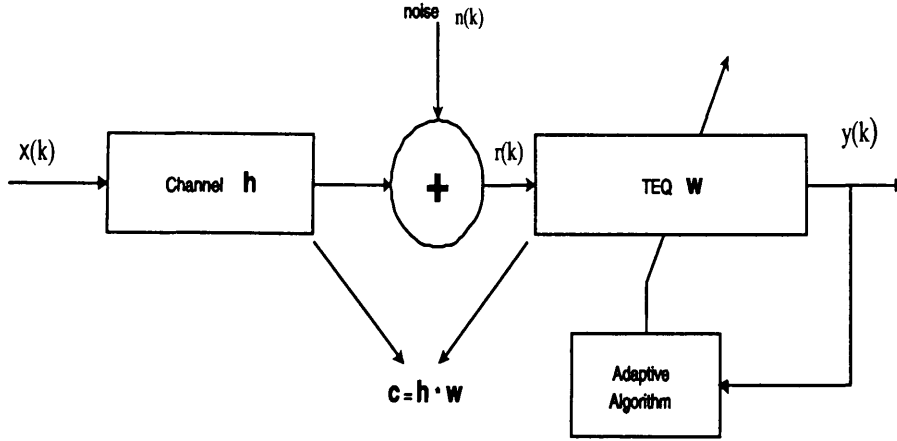 noise n(k)
x(k)
Channel h
+
r(k)
TEQ w
y(k)
c = h * w
Adaptive
Algorithm